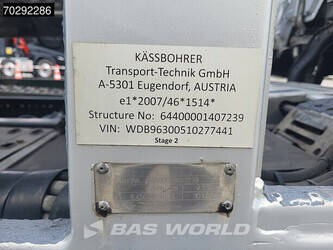 70292286
KÄSSBOHRER
Transport-Technik GmbH
A-5301 Eugendorf, AUSTRIA
e1*2007/46*1514*
Structure No: 64400001407239
VIN: WDB96300510277441
Stage 2
BAS WORLD